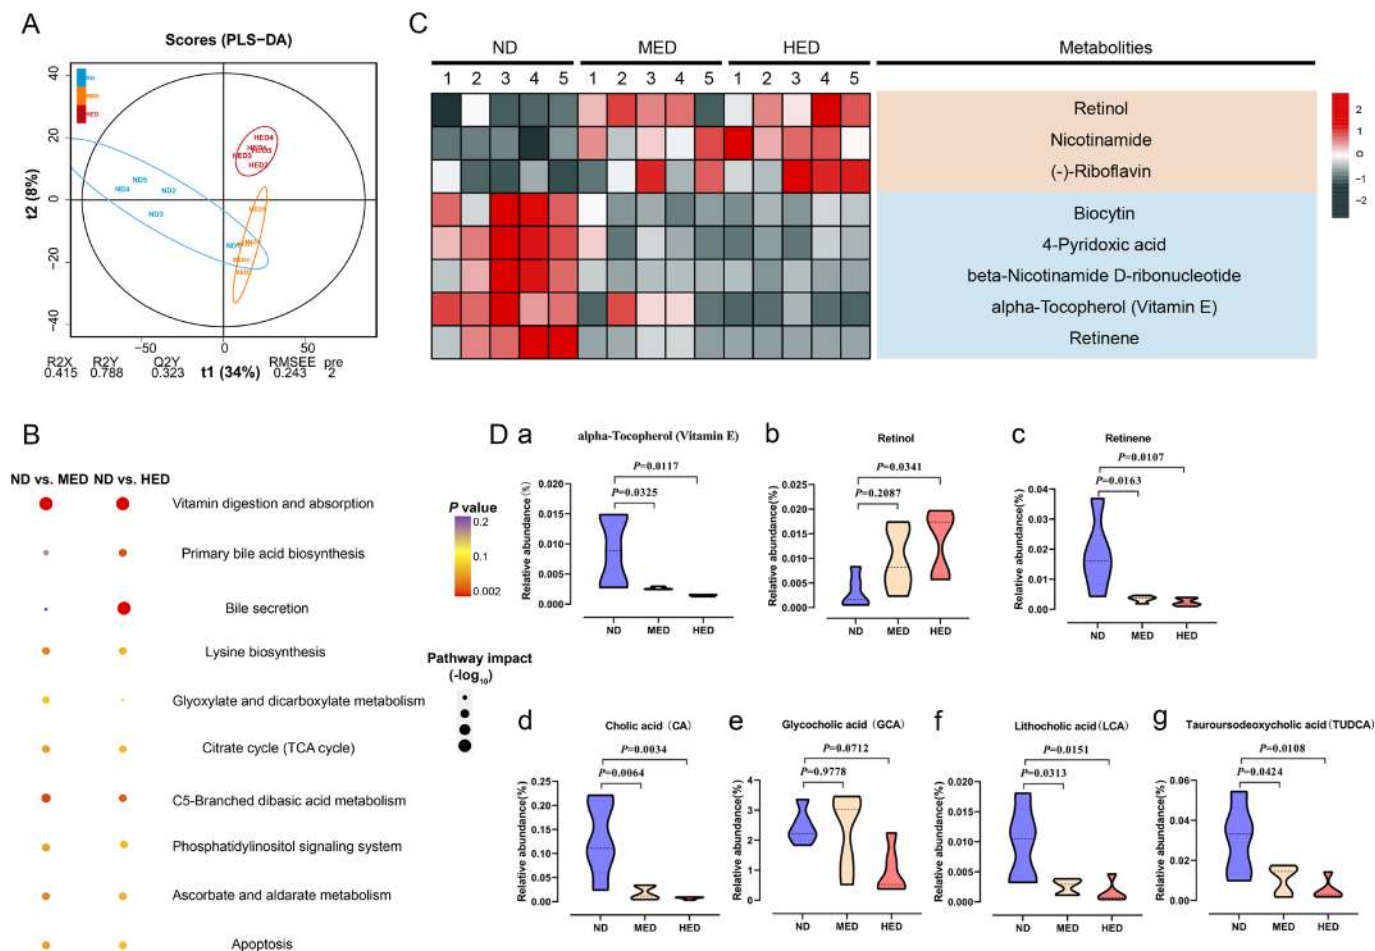 A
Scores (PLS−DA)
ND
HED
40
20
0
−20
−40
t2 (8%)
HED4
HED3
HED2
ND5
ND4
ND2
ND3
−50
0
50
R2X
R2Y
Q2Y
RMSEE
pre
0.415
0.788
0.323
t1 (34%)
0.243
2
C
ND
MED
HED
Metabolities
1 2 3 4 5 1 2 3 4 5 1 2 3 4 5
Retinol
Nicotinamide
(-)-Riboflavin
Biocytin
4-Pyridoxic acid
beta-Nicotinamide D-ribonucleotide
alpha-Tocopherol (Vitamin E)
Retinene
2
1
0
−1
−2
B
ND vs. MED ND vs. HED
Vitamin digestion and absorption
Primary bile acid biosynthesis
Bile secretion
Lysine biosynthesis
Glyoxylate and dicarboxylate metabolism
Citrate cycle (TCA cycle)
C5-Branched dibasic acid metabolism
Phosphatidylinositol signaling system
Ascorbate and aldarate metabolism
Apoptosis
P value
0.2
0.1
0.002
Pathway impact
(-log10)
D
a
alpha-Tocopherol (Vitamin E)
P=0.0117
P=0.0325
Relative abundance(%)
0.020
0.015
0.010
0.005
0.000
ND MED HED
b
Retinol
P=0.0341
P=0.2087
Relative abundance(%)
0.025
0.020
0.015
0.010
0.005
0.000
ND MED HED
c
Retinene
P=0.0107
P=0.0163
Relative abundance(%)
0.04
0.03
0.02
0.01
0.00
ND MED HED
d
Cholic acid (CA)
P=0.0034
P=0.0064
Relative abundance(%)
0.25
0.20
0.15
0.10
0.05
0.00
ND MED HED
e
Glycocholic acid (GCA)
P=0.0712
P=0.9778
Relative abundance(%)
5
4
3
2
1
0
ND MED HED
f
Lithocholic acid (LCA)
P=0.0151
P=0.0313
Relative abundance(%)
0.020
0.015
0.010
0.005
0.000
ND MED HED
g
Tauroursodeoxycholic acid (TUDCA)
P=0.0108
P=0.0424
Relative abundance(%)
0.06
0.04
0.02
0.00
ND MED HED